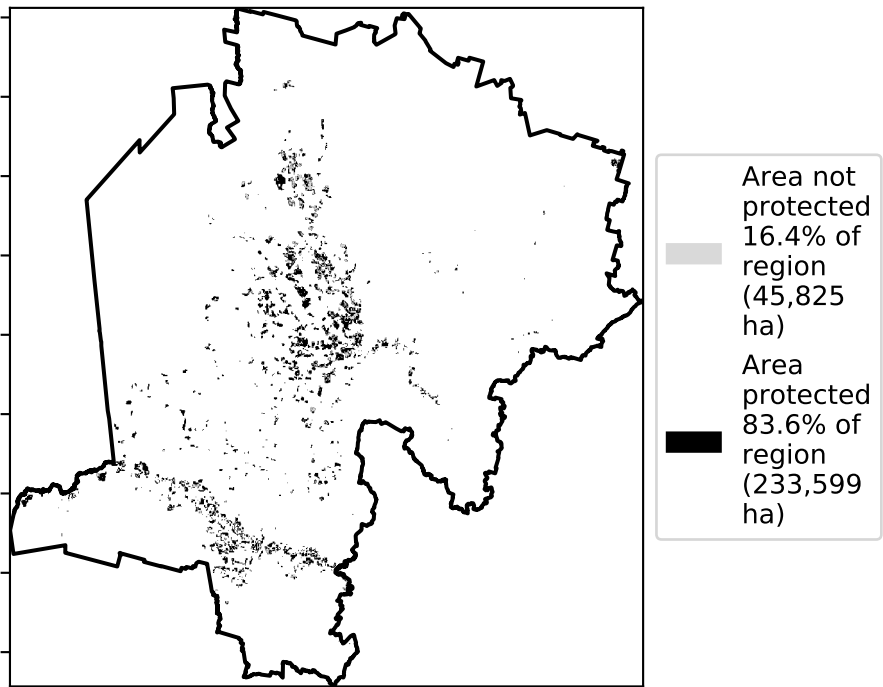 Area not
protected
16.4% of
region
(45,825
ha)
Area
protected
83.6% of
region
(233,599
ha)